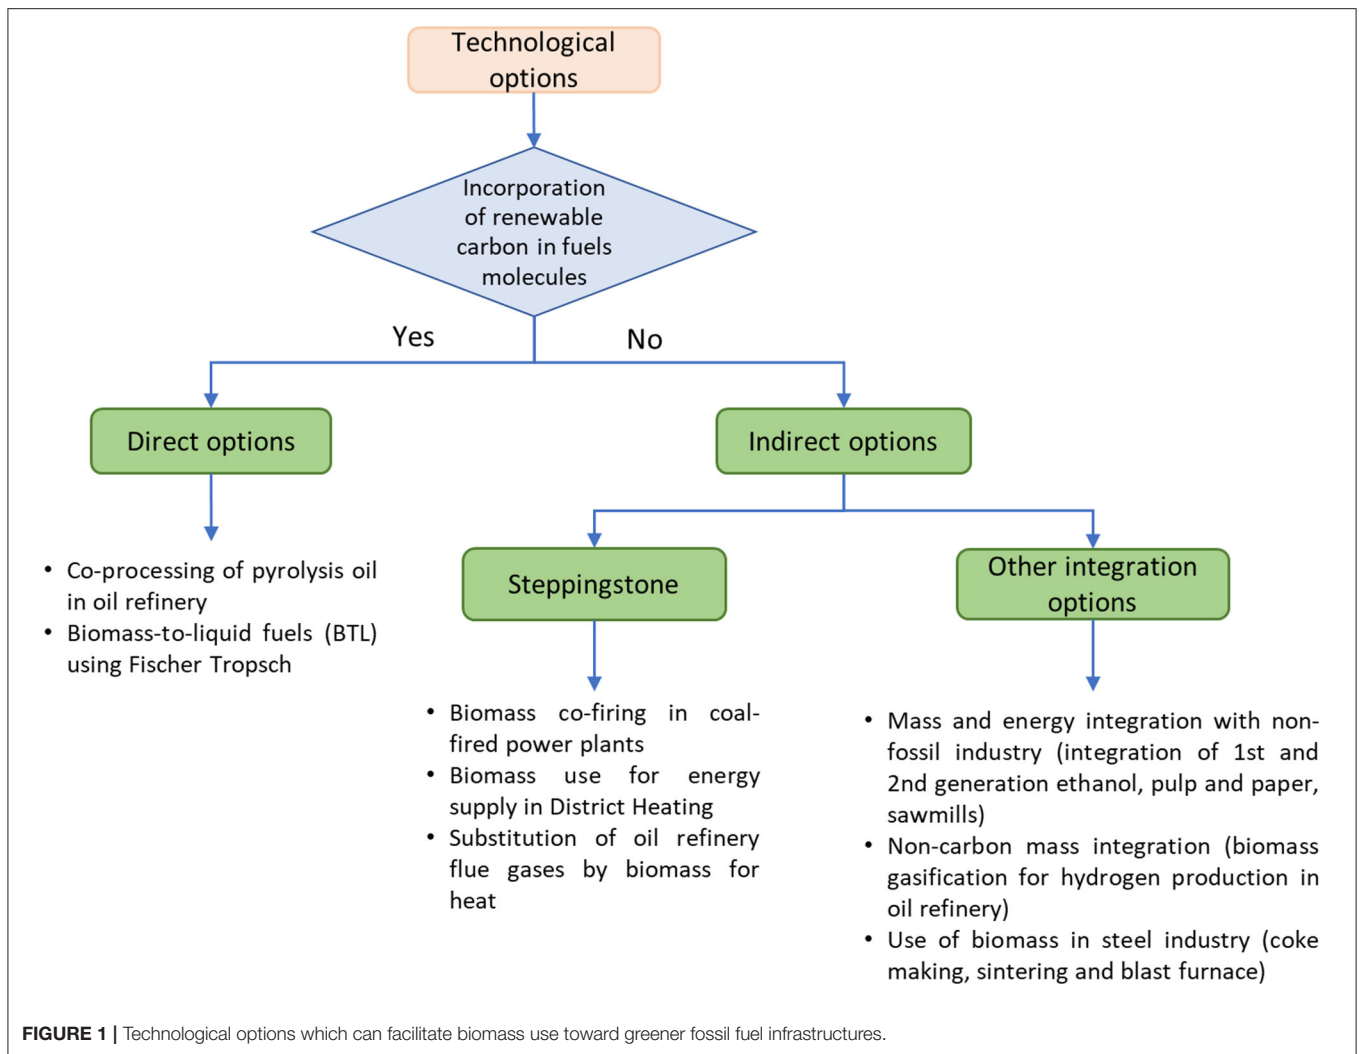 Technological
options
Incorporation
of renewable
carbon in fuels
molecules
Yes
No
Direct options
Indirect options
• Co-processing of pyrolysis oil
in oil refinery
• Biomass-to-liquid fuels (BTL)
using Fischer Tropsch
Steppingstone
Other integration
options
• Biomass co-firing in coal-
fired power plants
• Biomass use for energy
supply in District Heating
• Substitution of oil refinery
flue gases by biomass for
heat
• Mass and energy integration with non-
fossil industry (integration of 1st and
2nd generation ethanol, pulp and paper,
sawmills)
• Non-carbon mass integration (biomass
gasification for hydrogen production in
oil refinery)
• Use of biomass in steel industry (coke
making, sintering and blast furnace)
FIGURE 1 | Technological options which can facilitate biomass use toward greener fossil fuel infrastructures.